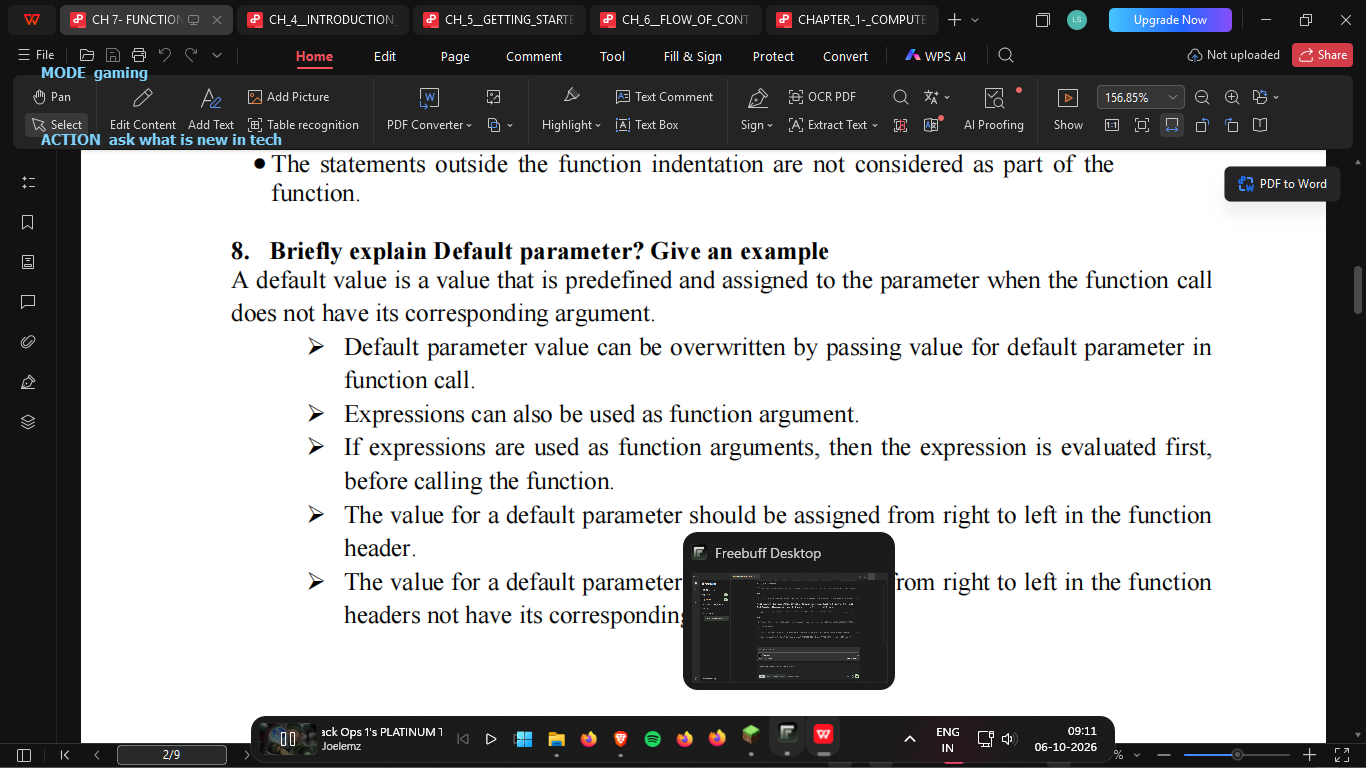 CH 7- FUNCTION
CH_4__INTRODUCTION_
CH_5__GETTING_STARTE
CH_6__FLOW_OF_CONT
CHAPTER_1-_COMPUTE
LS
Upgrade Now
File
Home
Edit
Page
Comment
Tool
Fill & Sign
Protect
Convert
WPS AI
Not uploaded
Share
MODE gaming
Pan
Select
Edit Content
Add Text
Add Picture
Table recognition
PDF Converter
Highlight
Text Comment
Text Box
Sign
OCR PDF
Extract Text
AI Proofing
Show
156.85%
ACTION ask what is new in tech
PDF to Word
• The statements outside the function indentation are not considered as part of the
function.
8. Briefly explain Default parameter? Give an example
A default value is a value that is predefined and assigned to the parameter when the function call
does not have its corresponding argument.
➢ Default parameter value can be overwritten by passing value for default parameter in
function call.
➢ Expressions can also be used as function argument.
➢ If expressions are used as function arguments, then the expression is evaluated first,
before calling the function.
➢ The value for a default parameter should be assigned from right to left in the function
header.
➢ The value for a default parameter from right to left in the function
headers not have its corresponding
Freebuff Desktop
ack Ops 1's PLATINUM T
Joelemz
ENG
IN
09:11
06-10-2026
2/9
%